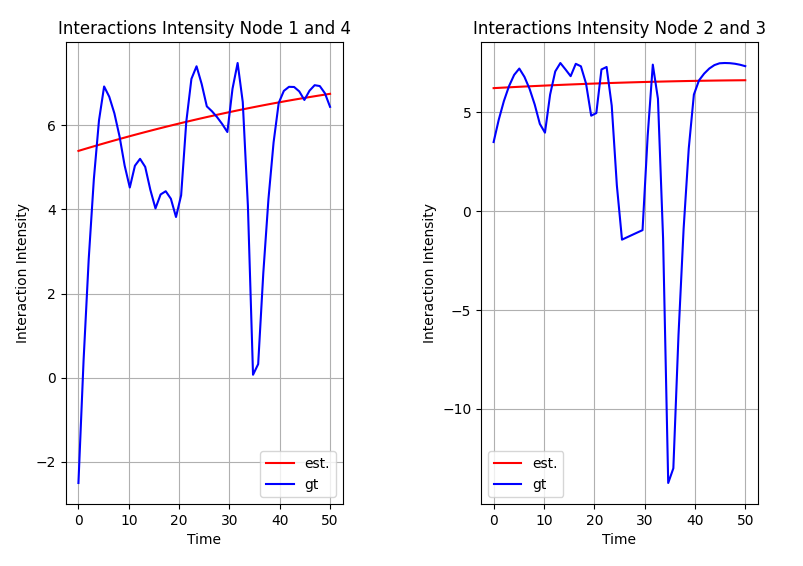 Interactions Intensity Node 1 and 4
Interaction Intensity
6
4
2
0
−2
0 10 20 30 40 50
Time
est.
gt
Interactions Intensity Node 2 and 3
Interaction Intensity
5
0
−5
−10
0 10 20 30 40 50
Time
est.
gt